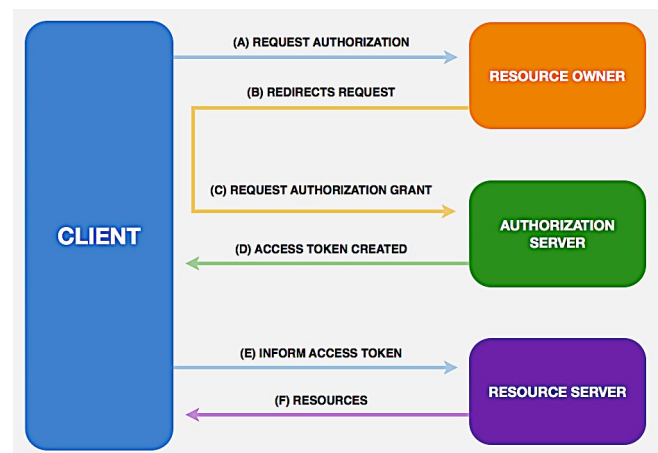 (A) REQUEST AUTHORIZATION
RESOURCE OWNER
(B) REDIRECTS REQUEST
(C) REQUEST AUTHORIZATION GRANT
CLIENT
AUTHORIZATION
SERVER
(D) ACCESS TOKEN CREATED
(E) INFORM ACCESS TOKEN
RESOURCE SERVER
(F) RESOURCES